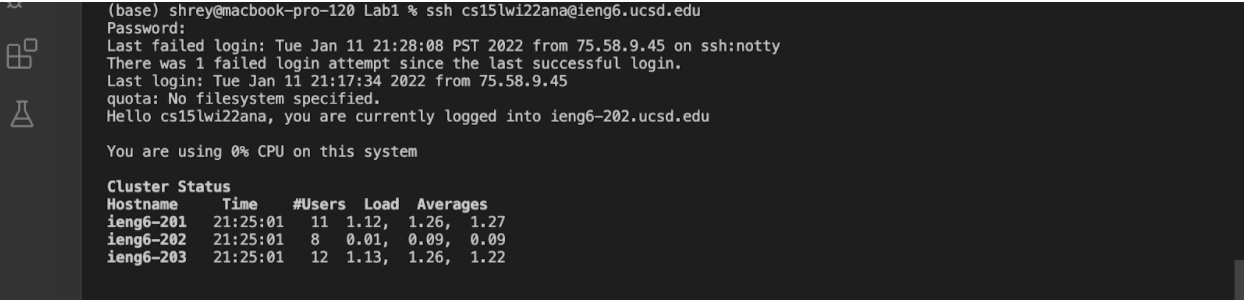 (base) shrey@macbook-pro-120 Lab1 % ssh cs15lwi22ana@ieng6.ucsd.edu
Password:
Last failed login: Tue Jan 11 21:28:08 PST 2022 from 75.58.9.45 on ssh:notty
There was 1 failed login attempt since the last successful login.
Last login: Tue Jan 11 21:17:34 2022 from 75.58.9.45
quota: No filesystem specified.
Hello cs15lwi22ana, you are currently logged into ieng6-202.ucsd.edu
You are using 0% CPU on this system
Cluster Status
Hostname Time #Users Load Averages
ieng6-201 21:25:01 11 1.12, 1.26, 1.27
ieng6-202 21:25:01 8 0.01, 0.09, 0.09
ieng6-203 21:25:01 12 1.13, 1.26, 1.22